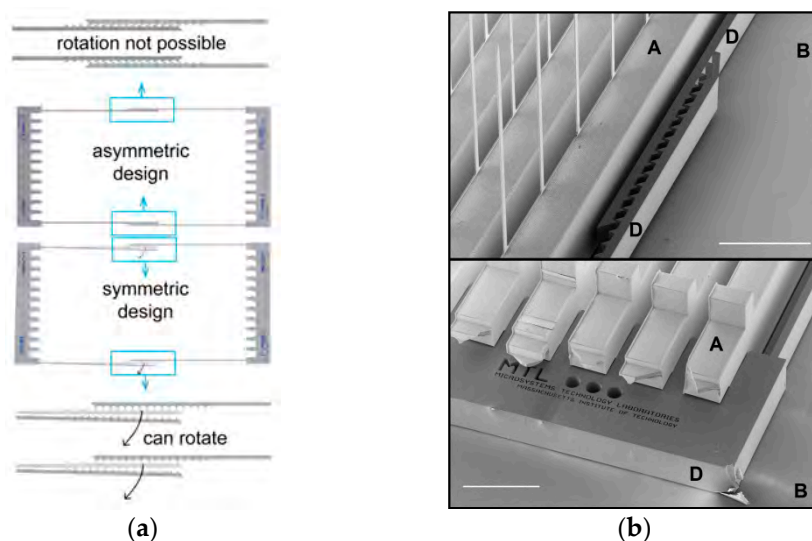 rotation not possible
asymmetric
design
symmetric
design
can rotate
(a)
A
D
B
D
MTL
MICROSYSTEMS TECHNOLOGY LABORATORIES
MASSACHUSETTS INSTITUTE OF TECHNOLOGY
A
D
B
(b)